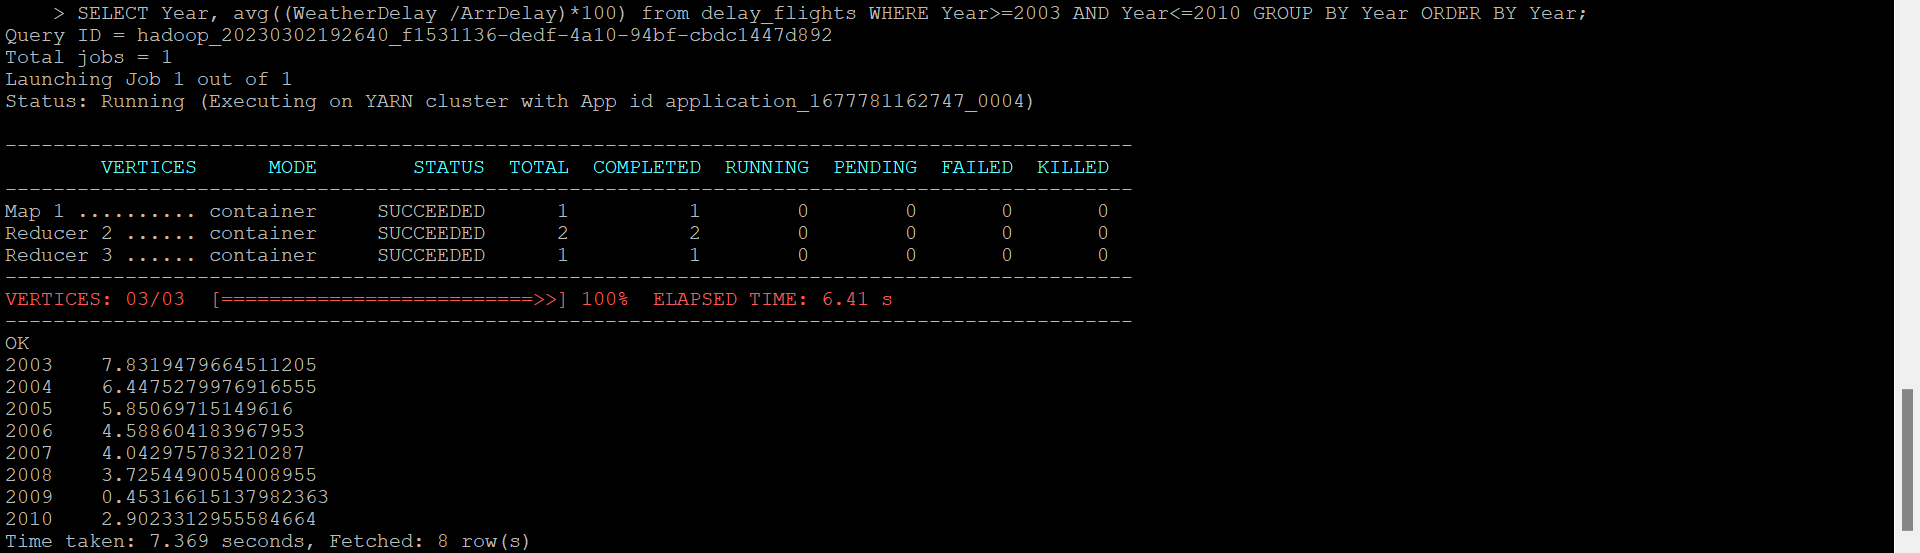 > SELECT Year, avg((WeatherDelay /ArrDelay)*100) from delay_flights WHERE Year>=2003 AND Year<=2010 GROUP BY Year ORDER BY Year;
Query ID = hadoop_20230302192640_f1531136-dedf-4a10-94bf-cbdc1447d892
Total jobs = 1
Launching Job 1 out of 1
Status: Running (Executing on YARN cluster with App id application_1677781162747_0004)
----------------------------------------------------------------------------------------------
        VERTICES      MODE        STATUS  TOTAL  COMPLETED  RUNNING  PENDING  FAILED  KILLED
----------------------------------------------------------------------------------------------
Map 1 .......... container     SUCCEEDED      1          1        0        0       0       0
Reducer 2 ...... container     SUCCEEDED      2          2        0        0       0       0
Reducer 3 ...... container     SUCCEEDED      1          1        0        0       0       0
----------------------------------------------------------------------------------------------
VERTICES: 03/03  [==========================>>] 100%  ELAPSED TIME: 6.41 s
----------------------------------------------------------------------------------------------
OK
2003    7.8319479664511205
2004    6.4475279976916555
2005    5.85069715149616
2006    4.588604183967953
2007    4.042975783210287
2008    3.7254490054008955
2009    0.45316615137982363
2010    2.9023312955584664
Time taken: 7.369 seconds, Fetched: 8 row(s)